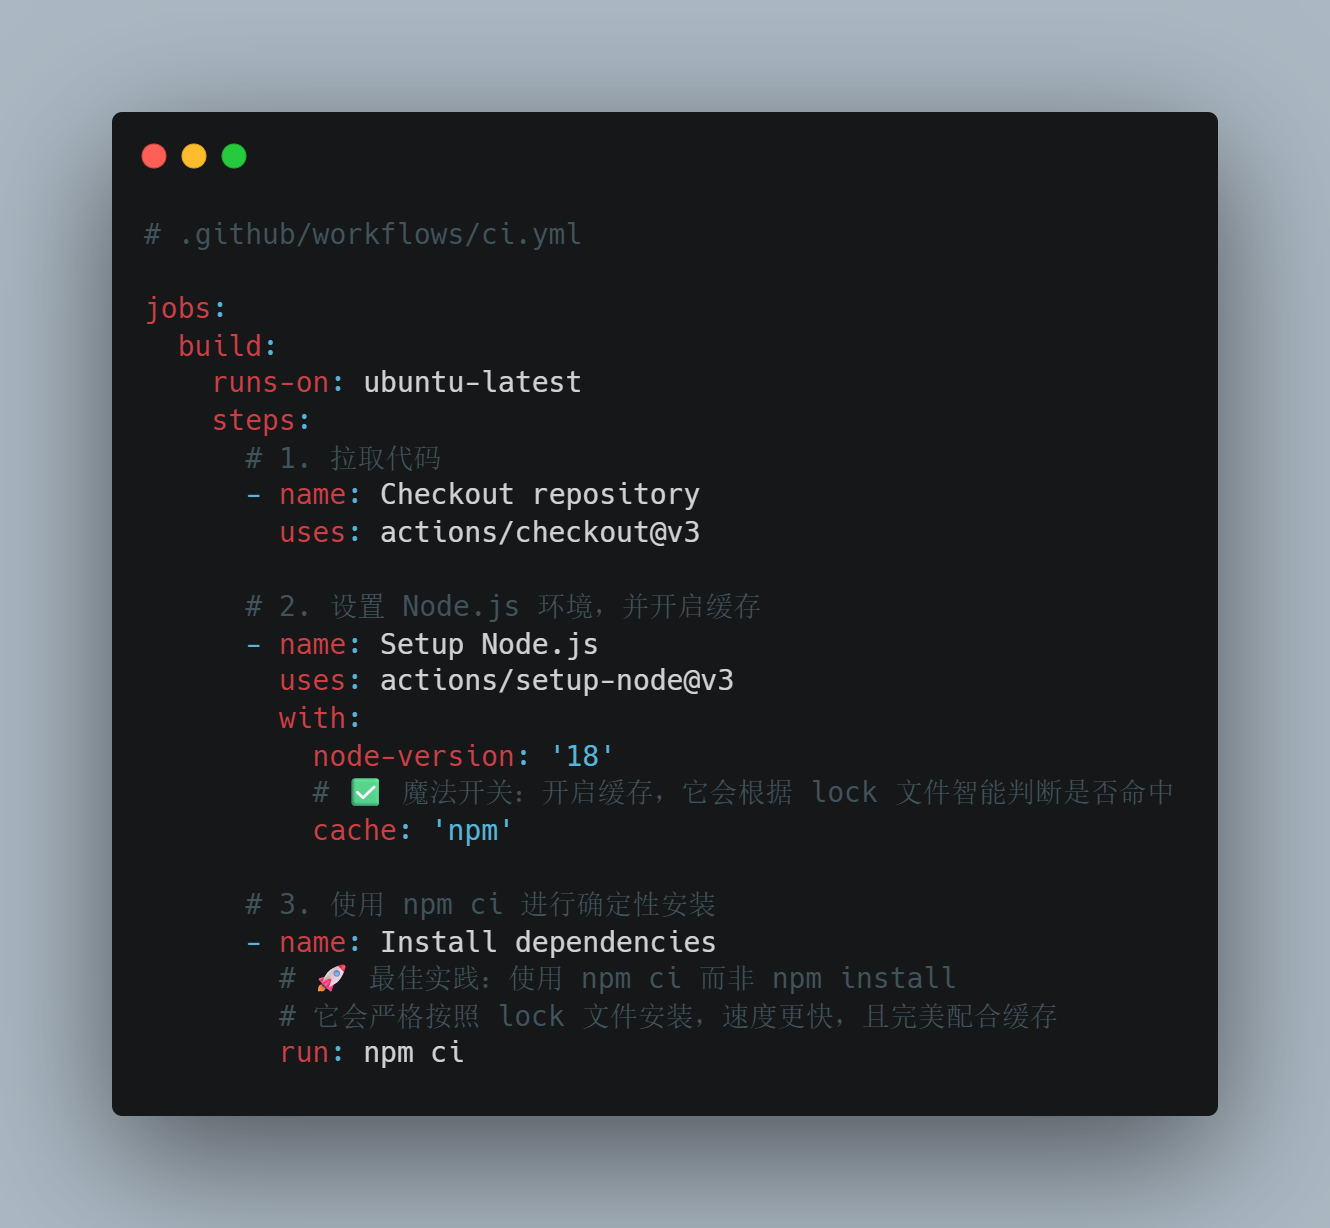 # .github/workflows/ci.yml
jobs:
  build:
    runs-on: ubuntu-latest
    steps:
      # 1. 拉取代码
      - name: Checkout repository
        uses: actions/checkout@v3
      # 2. 设置 Node.js 环境，并开启缓存
      - name: Setup Node.js
        uses: actions/setup-node@v3
        with:
          node-version: '18'
          # ✅ 魔法开关：开启缓存，它会根据 lock 文件智能判断是否命中
          cache: 'npm'
      # 3. 使用 npm ci 进行确定性安装
      - name: Install dependencies
        # 🚀 最佳实践：使用 npm ci 而非 npm install
        # 它会严格按照 lock 文件安装，速度更快，且完美配合缓存
        run: npm ci